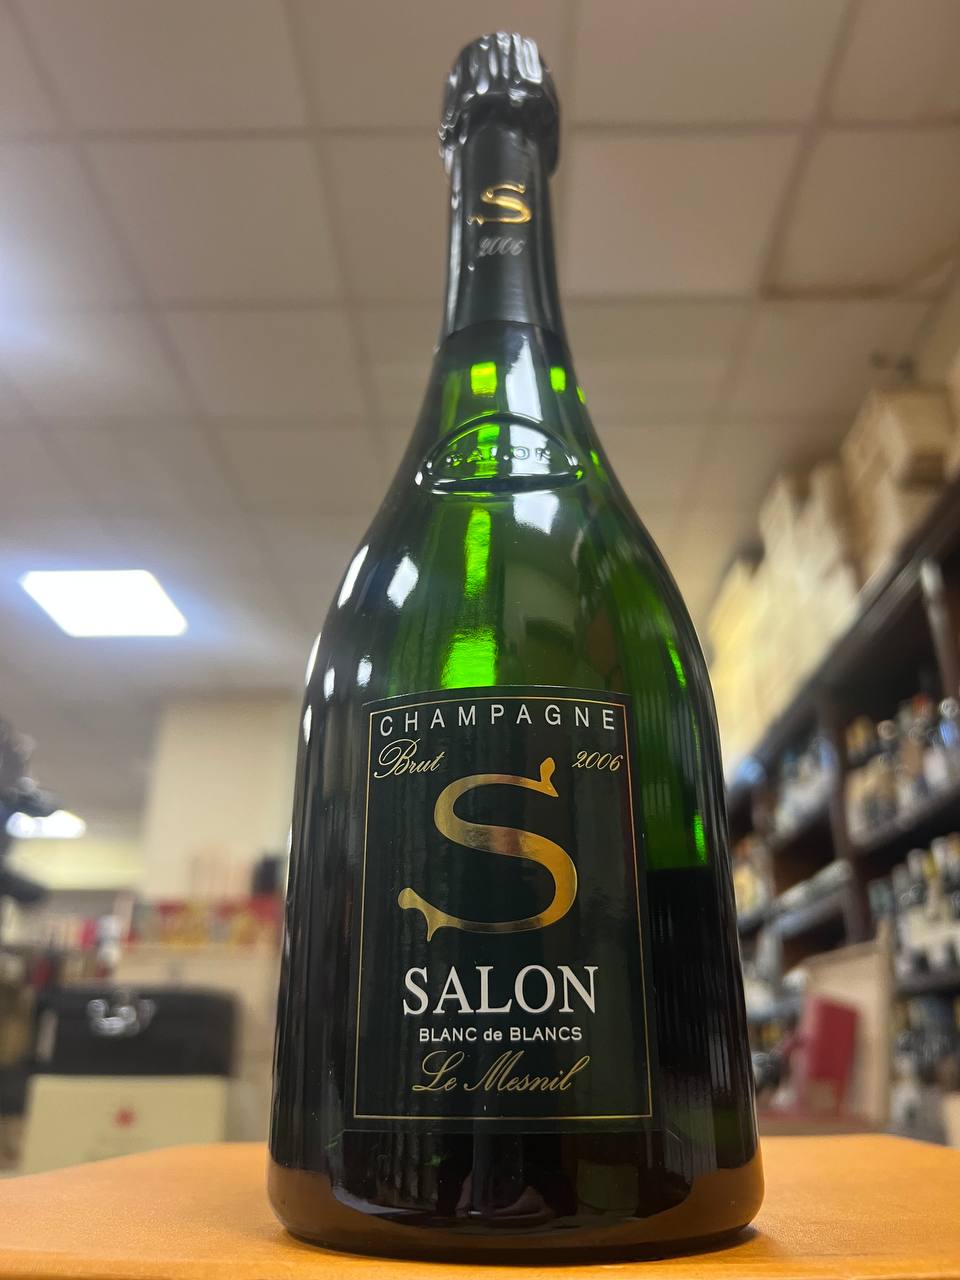 S
2006
SALON
CHAMPAGNE
Brut 2006
S
SALON
BLANC de BLANCS
Le Mesnil